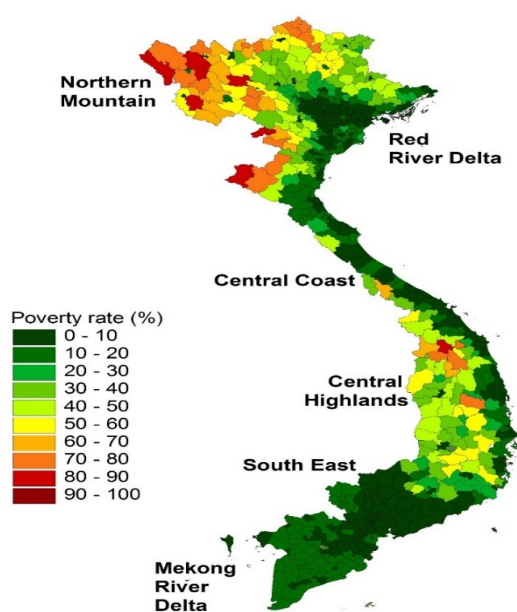 Northern
Mountain
Red
River Delta
Central Coast
Poverty rate (%)
0 - 10
10 - 20
20 - 30
30 - 40
40 - 50
50 - 60
60 - 70
70 - 80
80 - 90
90 - 100
Central
Highlands
South East
Mekong
River
Delta